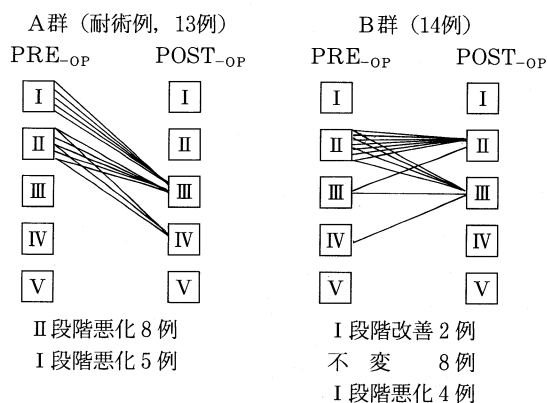 A群（耐術例，13例）
PRE-OP POST-OP
Ⅰ Ⅰ
Ⅱ Ⅱ
Ⅲ Ⅲ
Ⅳ Ⅳ
Ⅴ Ⅴ
Ⅱ段階悪化8例
Ⅰ段階悪化5例
B群（14例）
PRE-OP POST-OP
Ⅰ Ⅰ
Ⅱ Ⅱ
Ⅲ Ⅲ
Ⅳ Ⅳ
Ⅴ Ⅴ
Ⅰ段階改善2例
不変 8例
Ⅰ段階悪化4例